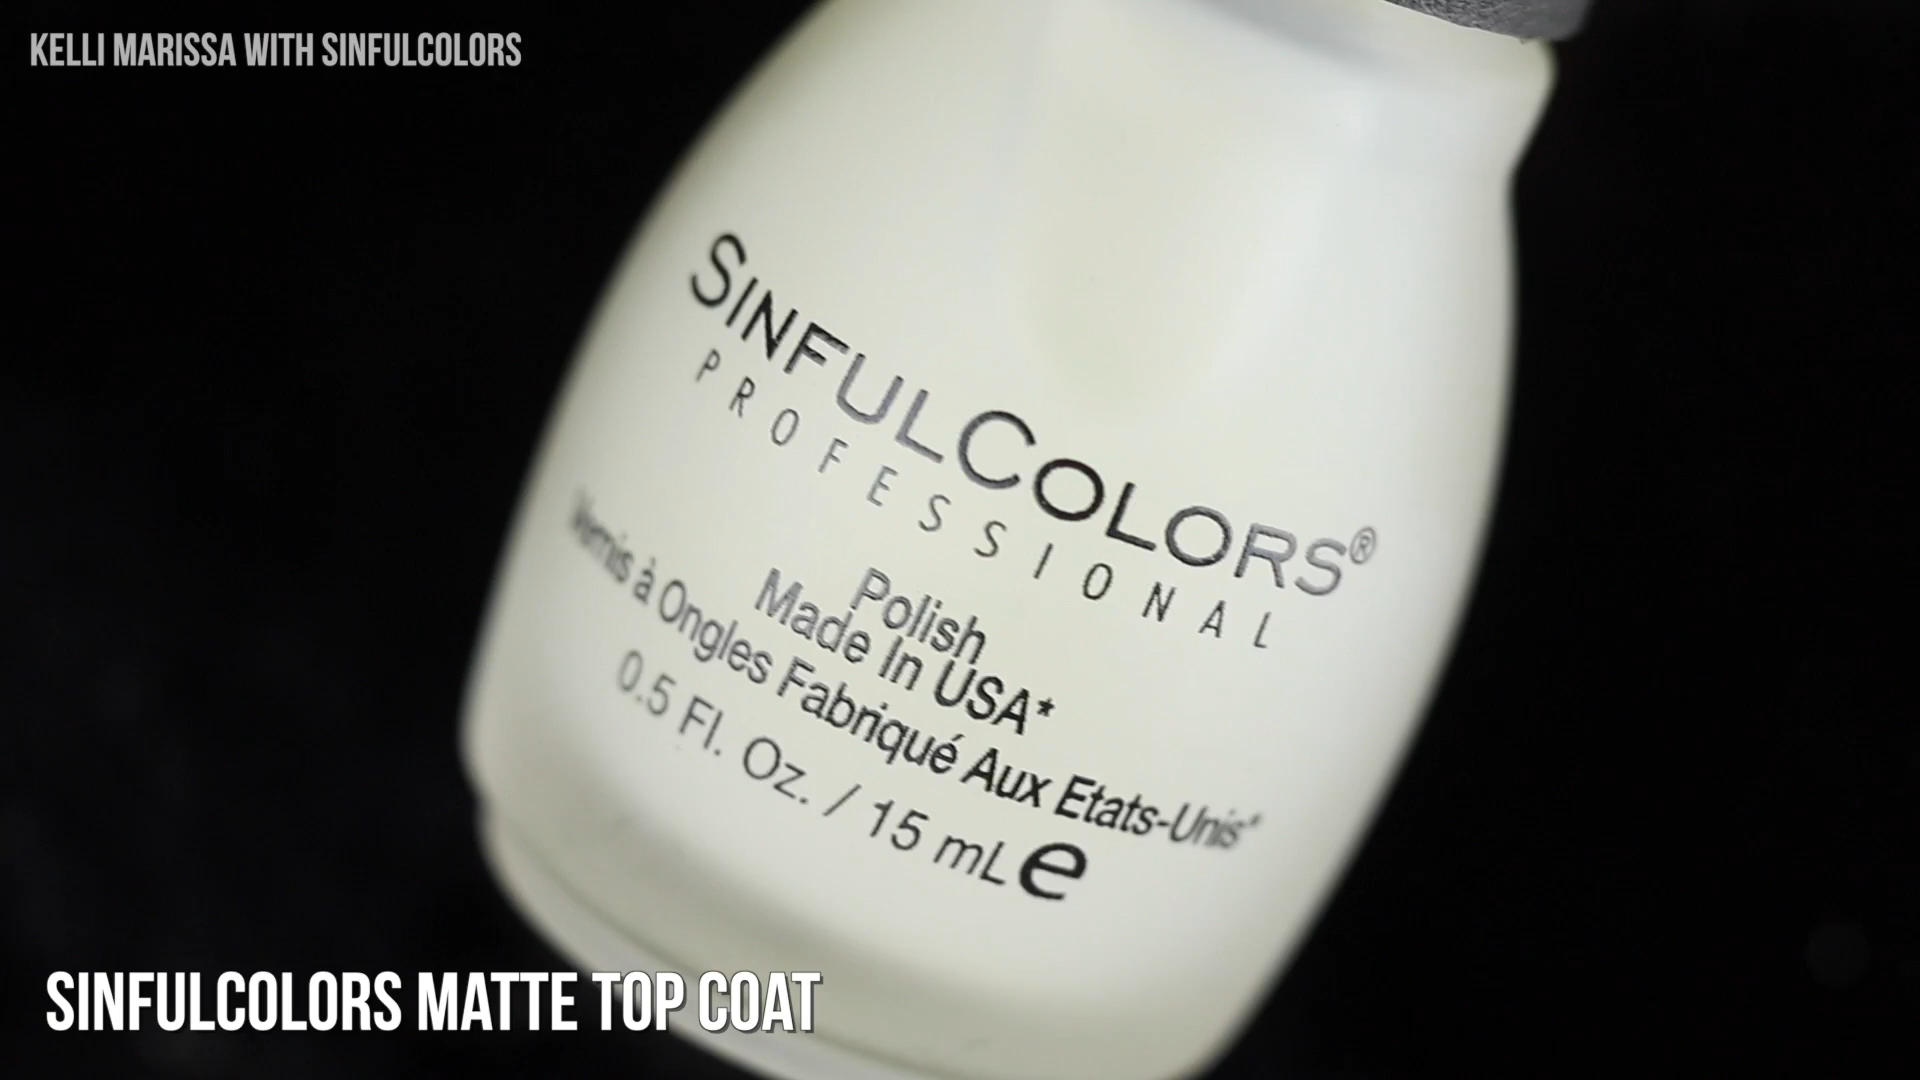 KELLI MARISSA WITH SINFULCOLORS
SINFULCOLORS®
PROFESSIONAL
Polish
Made In USA*
Vernis à Ongles Fabriqué Aux Etats-Unis*
0.5 Fl. Oz. / 15 mL e
SINFULCOLORS MATTE TOP COAT